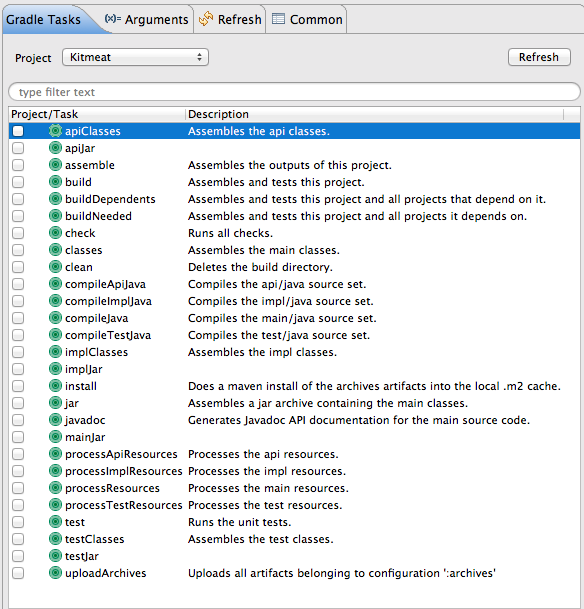 Gradle Tasks (x)= Arguments Refresh Common
Project Kitmeat Refresh
type filter text
Project/Task Description
apiClasses Assembles the api classes.
apiJar
assemble Assembles the outputs of this project.
build Assembles and tests this project.
buildDependents Assembles and tests this project and all projects that depend on it.
buildNeeded Assembles and tests this project and all projects it depends on.
check Runs all checks.
classes Assembles the main classes.
clean Deletes the build directory.
compileApiJava Compiles the api/java source set.
compileImplJava Compiles the impl/java source set.
compileJava Compiles the main/java source set.
compileTestJava Compiles the test/java source set.
implClasses Assembles the impl classes.
implJar
install Does a maven install of the archives artifacts into the local .m2 cache.
jar Assembles a jar archive containing the main classes.
javadoc Generates Javadoc API documentation for the main source code.
mainJar
processApiResources Processes the api resources.
processImplResources Processes the impl resources.
processResources Processes the main resources.
processTestResources Processes the test resources.
test Runs the unit tests.
testClasses Assembles the test classes.
testJar
uploadArchives Uploads all artifacts belonging to configuration ':archives'